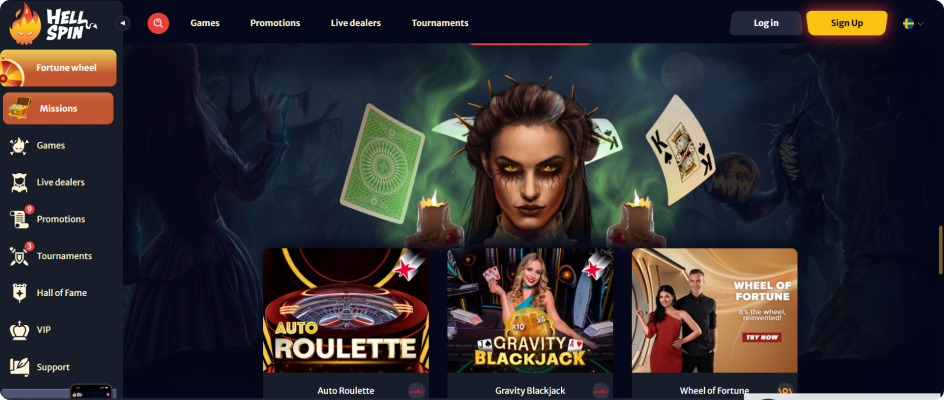 HELL
SPIN
Games
Promotions
Live dealers
Tournaments
Log in
Sign Up
Fortune wheel
Missions
Games
Live dealers
9
Promotions
3
Tournaments
Hall of Fame
VIP
Support
K
K
K
AUTO
ROULETTE
x10
x8
GRAVITY
BLACKJACK
WHEEL OF
FORTUNE
It's the wheel,
reinvented!
TRY NOW
Auto Roulette
Gravity Blackjack
Wheel of Fortune